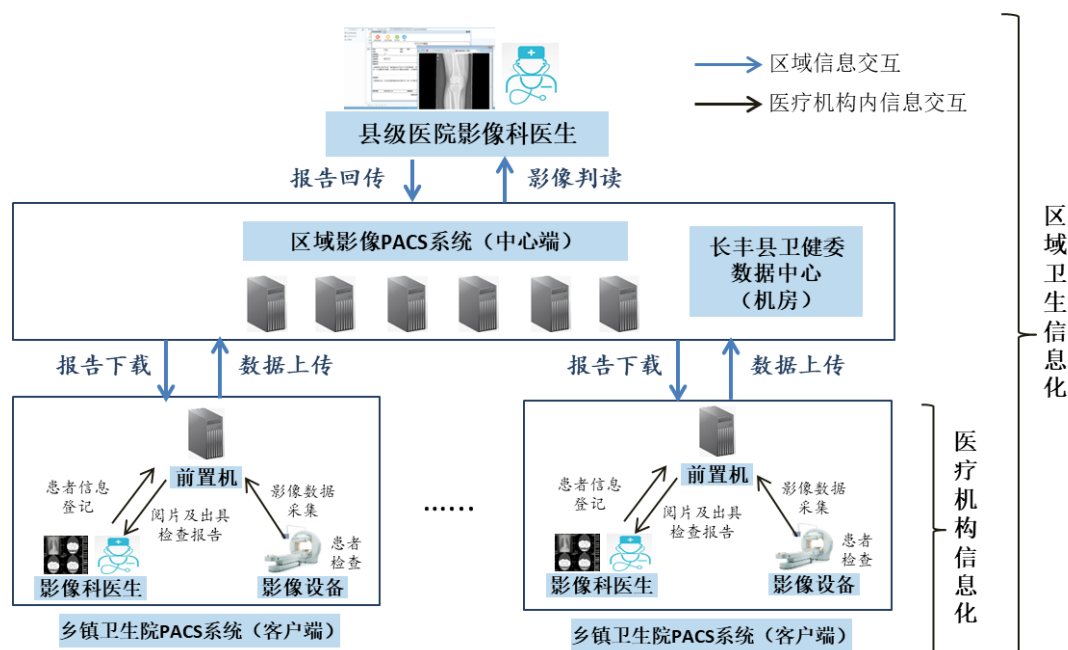 区域信息交互
医疗机构内信息交互
县级医院影像科医生
报告回传
影像判读
区域影像PACS系统（中心端）
长丰县卫健委
数据中心
（机房）
报告下载
数据上传
报告下载
数据上传
前置机
患者信息
登记
阅片及出具
检查报告
影像数据
采集
患者
检查
影像科医生
影像设备
乡镇卫生院PACS系统（客户端）
……
前置机
患者信息
登记
阅片及出具
检查报告
影像数据
采集
患者
检查
影像科医生
影像设备
乡镇卫生院PACS系统（客户端）
医疗机构信息化
区域卫生信息化